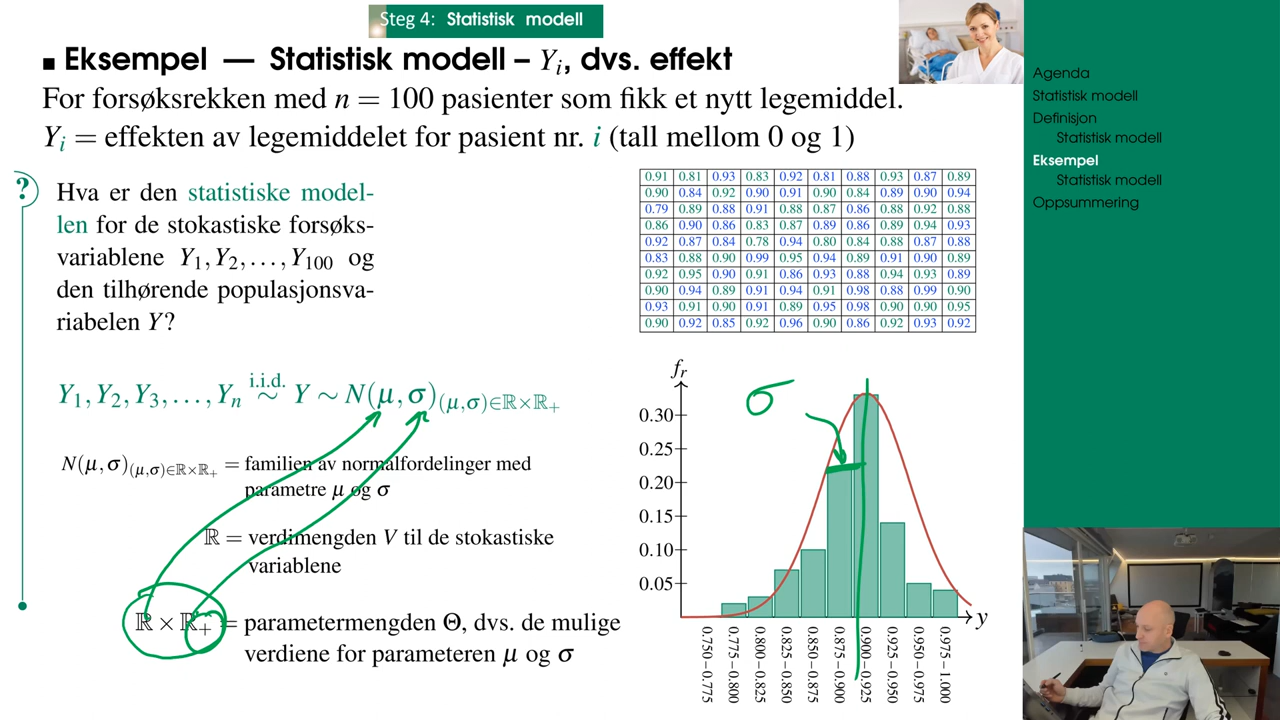 Steg 4: Statistisk modell
Eksempel — Statistisk modell – Yᵢ, dvs. effekt
For forsøksrekken med n = 100 pasienter som fikk et nytt legemiddel.
Yᵢ = effekten av legemiddelet for pasient nr. i (tall mellom 0 og 1)
?
Hva er den statistiske model-
len for de stokastiske forsøks-
variablene Y₁, Y₂, . . . , Y₁₀₀ og
den tilhørende populasjonsva-
riabelen Y?
0.91 0.81 0.93 0.83 0.92 0.81 0.88 0.93 0.87 0.89
0.90 0.84 0.92 0.90 0.91 0.90 0.84 0.89 0.90 0.94
0.79 0.89 0.88 0.91 0.88 0.87 0.86 0.88 0.92 0.88
0.86 0.90 0.86 0.83 0.87 0.89 0.86 0.89 0.94 0.93
0.92 0.87 0.84 0.78 0.94 0.80 0.84 0.88 0.87 0.88
0.83 0.88 0.90 0.99 0.95 0.94 0.89 0.91 0.90 0.89
0.92 0.95 0.90 0.91 0.86 0.93 0.88 0.94 0.93 0.89
0.90 0.94 0.89 0.91 0.94 0.91 0.98 0.88 0.99 0.90
0.93 0.91 0.90 0.91 0.89 0.95 0.98 0.90 0.90 0.95
0.90 0.92 0.85 0.92 0.96 0.90 0.86 0.92 0.93 0.92
Y₁, Y₂, Y₃, . . . , Yₙ i.i.d. ∼ Y ∼ N(μ, σ)(μ,σ)∈ℝ×ℝ₊
N(μ, σ)(μ,σ)∈ℝ×ℝ₊ = familien av normalfordelinger med
parametre μ og σ
ℝ = verdimengden V til de stokastiske
variablene
ℝ × ℝ₊ = parametermengden Θ, dvs. de mulige
verdiene for parameteren μ og σ
fᵣ
σ
0.30
0.25
0.20
0.15
0.10
0.05
y
0.750 – 0.775
0.775 – 0.800
0.800 – 0.825
0.825 – 0.850
0.850 – 0.875
0.875 – 0.900
0.900 – 0.925
0.925 – 0.950
0.950 – 0.975
0.975 – 1.000
Agenda
Statistisk modell
Definisjon
Statistisk modell
Eksempel
Statistisk modell
Oppsummering